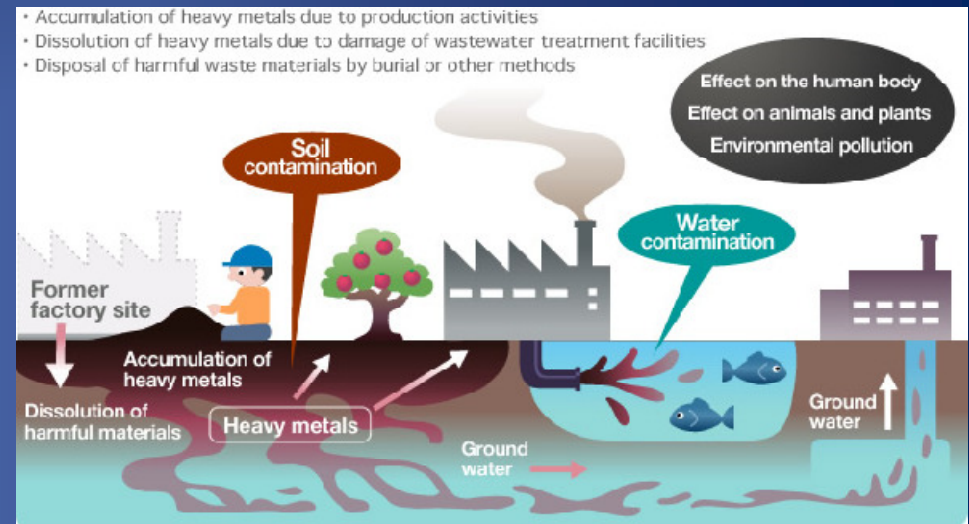 • Accumulation of heavy metals due to production activities
• Dissolution of heavy metals due to damage of wastewater treatment facilities
• Disposal of harmful waste materials by burial or other methods
Effect on the human body
Effect on animals and plants
Environmental pollution
Soil
contamination
Water
contamination
Former
factory site
Accumulation of
heavy metals
Dissolution of
harmful materials
Heavy metals
Ground
water
Ground
water